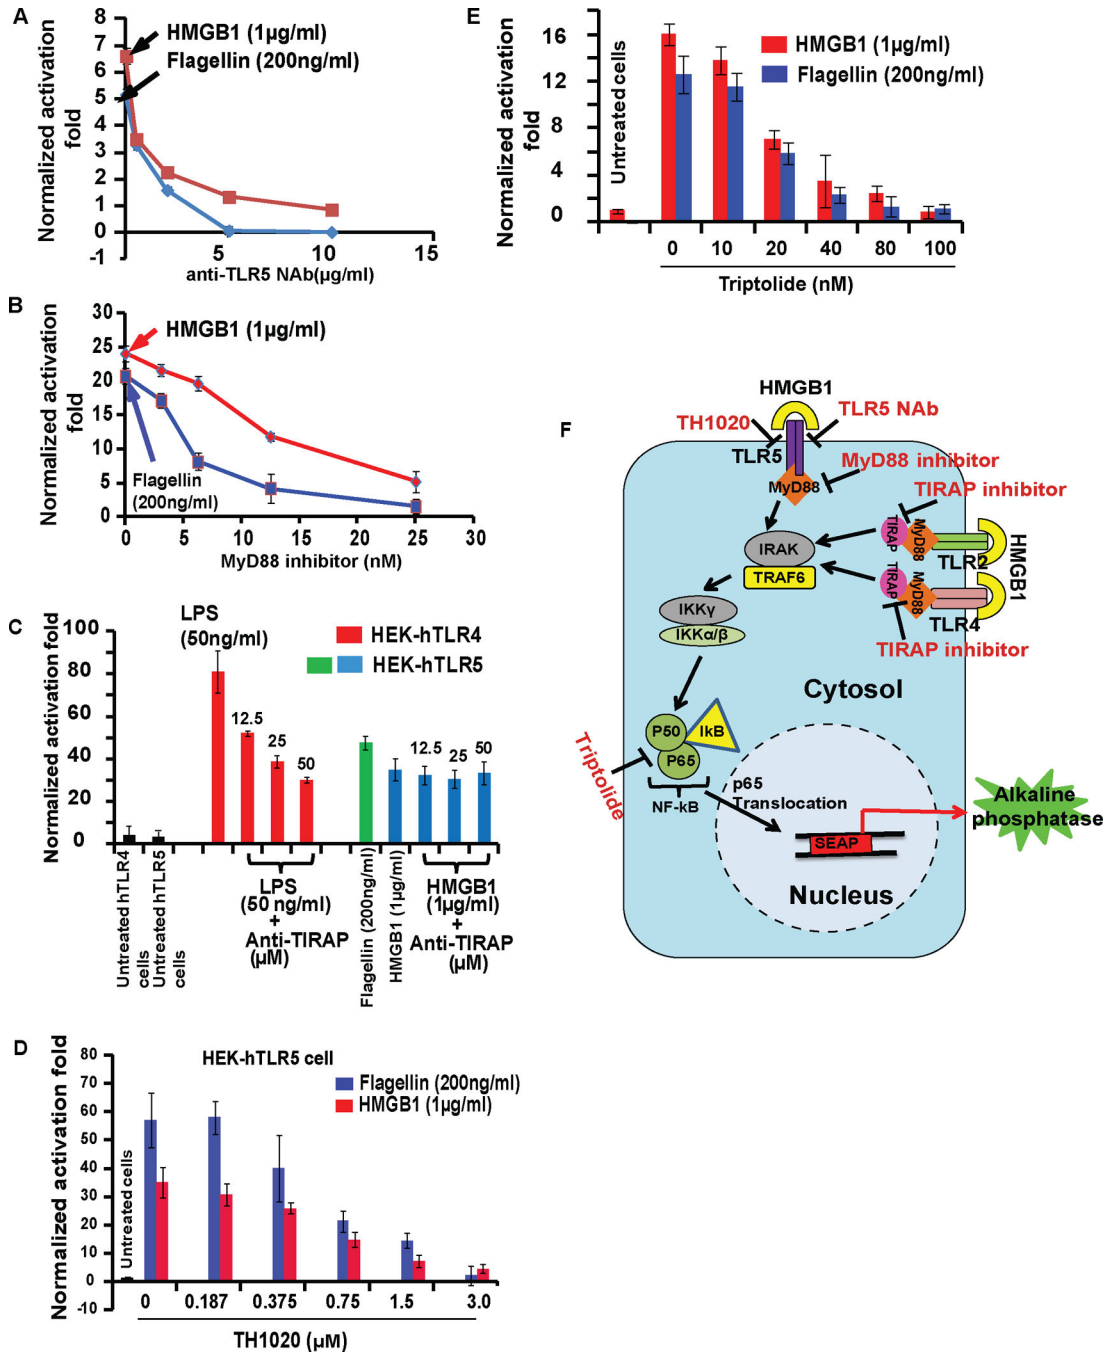 A
HMGB1 (1µg/ml)
Flagellin (200ng/ml)
Normalized activation
fold
8
7
6
5
4
3
2
1
0
-1
5
10
15
anti-TLR5 NAb(µg/ml)
B
HMGB1 (1µg/ml)
Flagellin
(200ng/ml)
Normalized activation
fold
30
25
20
15
10
5
0
0 5 10 15 20 25 30
MyD88 inhibitor (nM)
C
LPS
(50ng/ml)
HEK-hTLR4
HEK-hTLR5
Normalized activation fold
100
80
60
40
20
0
12.5
25
50
12.5
25
50
Untreated hTLR4
cells
Untreated hTLR5
cells
LPS
(50 ng/ml)
+
Anti-TIRAP
(µM)
Flagellin (200ng/ml)
HMGB1 (1µg/ml)
HMGB1
(1µg/ml)
+
Anti-TIRAP
(µM)
D
HEK-hTLR5 cell
Flagellin (200ng/ml)
HMGB1 (1µg/ml)
Normalized activation fold
80
70
60
50
40
30
20
10
0
-10
Untreated cells
0 0.187 0.375 0.75 1.5 3.0
TH1020 (µM)
E
HMGB1 (1µg/ml)
Flagellin (200ng/ml)
Normalized activation
fold
16
12
8
4
0
Untreated cells
0 10 20 40 80 100
Triptolide (nM)
F
HMGB1
TH1020
TLR5 NAb
TLR5
MyD88
MyD88 inhibitor
TIRAP inhibitor
TIRAP
MyD88
TLR2
HMGB1
IRAK
TRAF6
TIRAP
MyD88
TLR4
TIRAP inhibitor
IKKγ
IKKα/β
Cytosol
P50
IkB
P65
Triptolide
NF-kB
p65
Translocation
SEAP
Nucleus
Alkaline
phosphatase